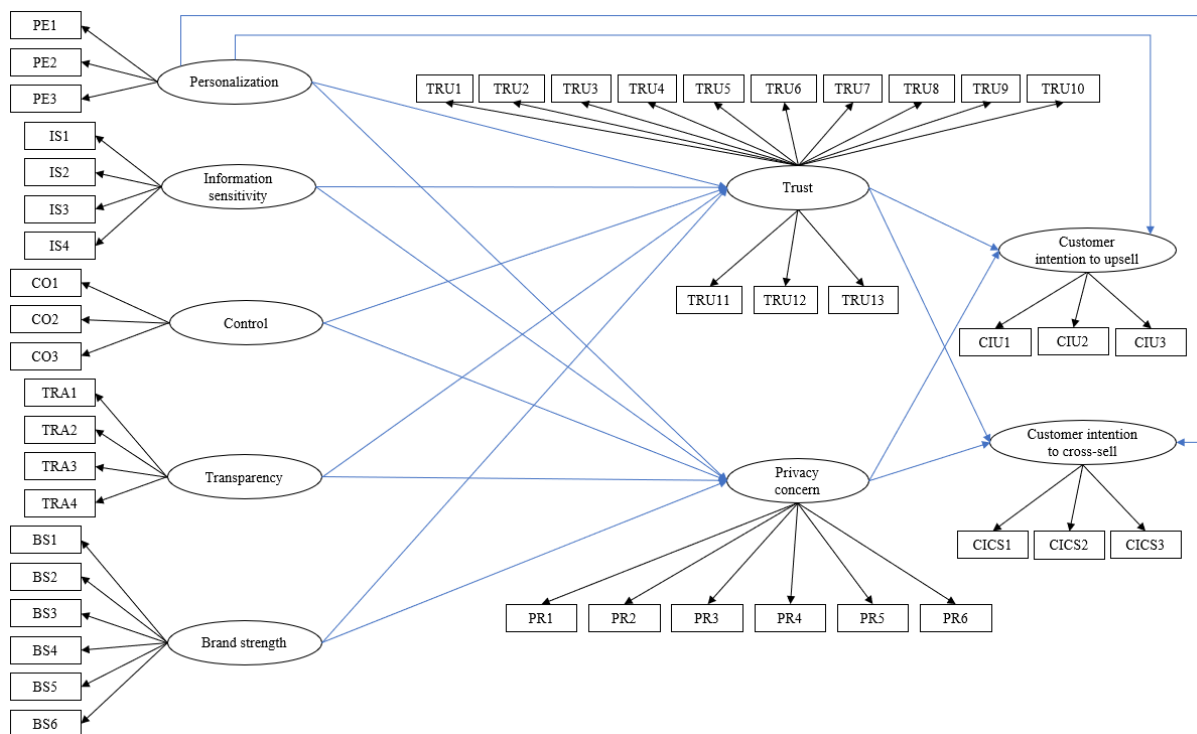 PE1
PE2
PE3
Personalization
IS1
IS2
IS3
IS4
Information
sensitivity
CO1
CO2
CO3
Control
TRA1
TRA2
TRA3
TRA4
Transparency
BS1
BS2
BS3
BS4
BS5
BS6
Brand strength
TRU1
TRU2
TRU3
TRU4
TRU5
TRU6
TRU7
TRU8
TRU9
TRU10
Trust
TRU11
TRU12
TRU13
Privacy
concern
PR1
PR2
PR3
PR4
PR5
PR6
Customer
intention to upsell
CIU1
CIU2
CIU3
Customer intention
to cross-sell
CICS1
CICS2
CICS3